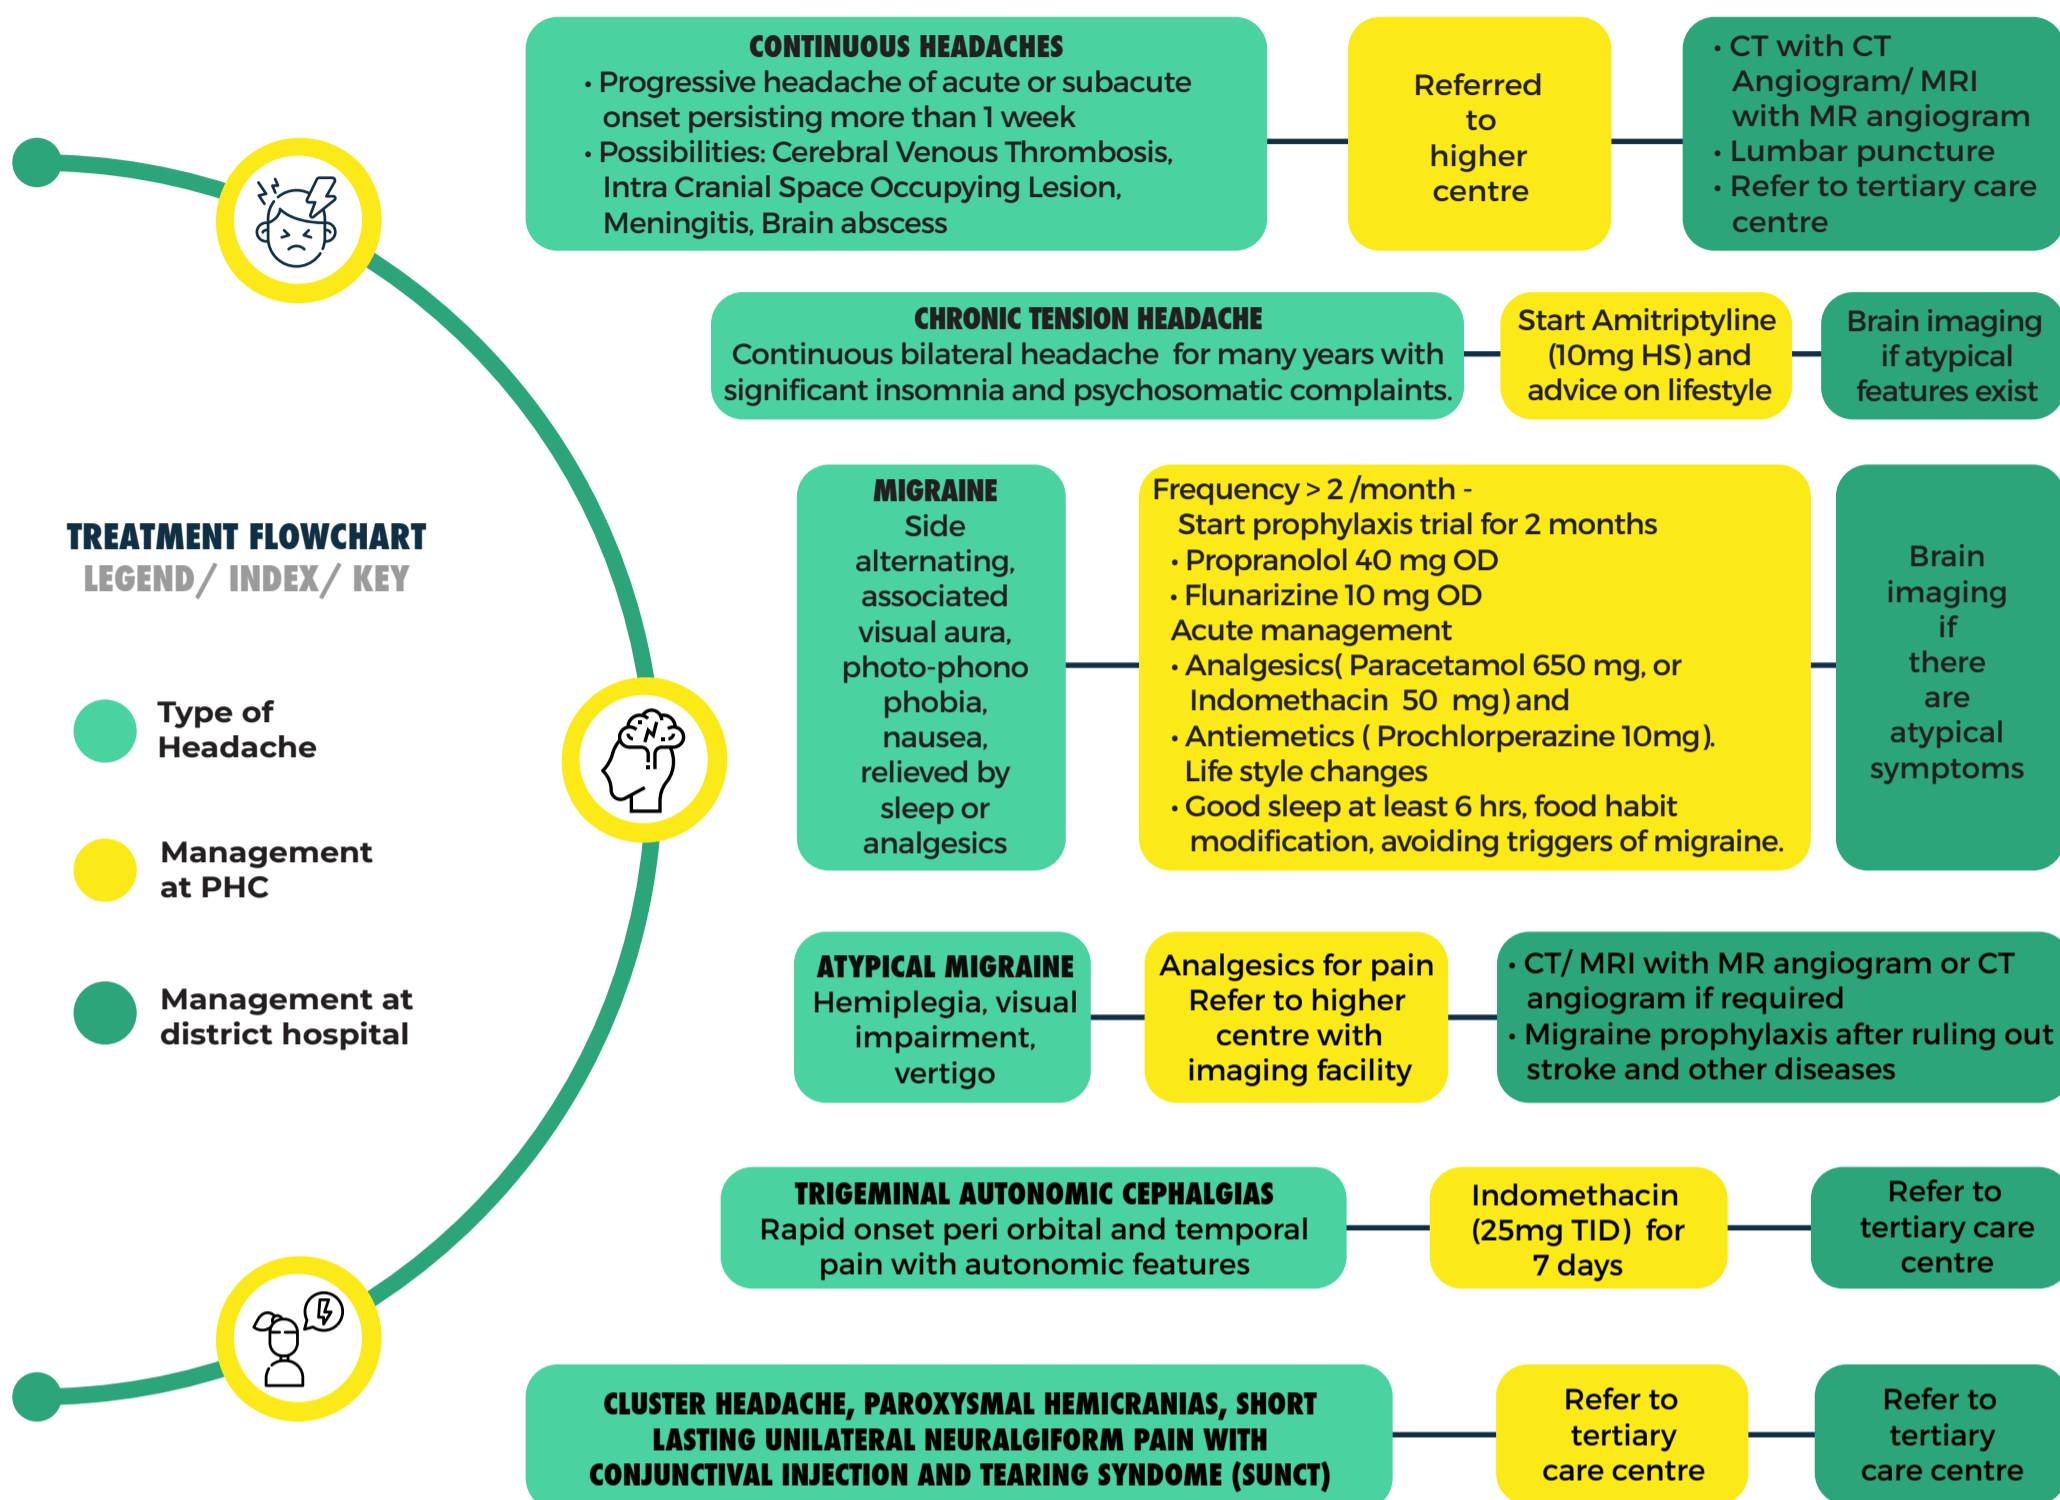 CONTINUOUS HEADACHES
• Progressive headache of acute or subacute
onset persisting more than 1 week
• Possibilities: Cerebral Venous Thrombosis,
Intra Cranial Space Occupying Lesion,
Meningitis, Brain abscess
Referred
to
higher
centre
• CT with CT
Angiogram/ MRI
with MR angiogram
• Lumbar puncture
• Refer to tertiary care
centre
CHRONIC TENSION HEADACHE
Continuous bilateral headache for many years with
significant insomnia and psychosomatic complaints.
Start Amitriptyline
(10mg HS) and
advice on lifestyle
Brain imaging
if atypical
features exist
TREATMENT FLOWCHART
LEGEND/ INDEX/ KEY
Type of
Headache
Management
at PHC
Management at
district hospital
MIGRAINE
Side
alternating,
associated
visual aura,
photo-phono
phobia,
nausea,
relieved by
sleep or
analgesics
Frequency > 2 /month -
Start prophylaxis trial for 2 months
• Propranolol 40 mg OD
• Flunarizine 10 mg OD
Acute management
• Analgesics( Paracetamol 650 mg, or
Indomethacin 50 mg) and
• Antiemetics ( Prochlorperazine 10mg).
Life style changes
• Good sleep at least 6 hrs, food habit
modification, avoiding triggers of migraine.
Brain
imaging
if
there
are
atypical
symptoms
ATYPICAL MIGRAINE
Hemiplegia, visual
impairment,
vertigo
Analgesics for pain
Refer to higher
centre with
imaging facility
• CT/ MRI with MR angiogram or CT
angiogram if required
• Migraine prophylaxis after ruling out
stroke and other diseases
TRIGEMINAL AUTONOMIC CEPHALGIAS
Rapid onset peri orbital and temporal
pain with autonomic features
Indomethacin
(25mg TID) for
7 days
Refer to
tertiary care
centre
CLUSTER HEADACHE, PAROXYSMAL HEMICRANIAS, SHORT
LASTING UNILATERAL NEURALGIFORM PAIN WITH
CONJUNCTIVAL INJECTION AND TEARING SYNDOME (SUNCT)
Refer to
tertiary
care centre
Refer to
tertiary
care centre